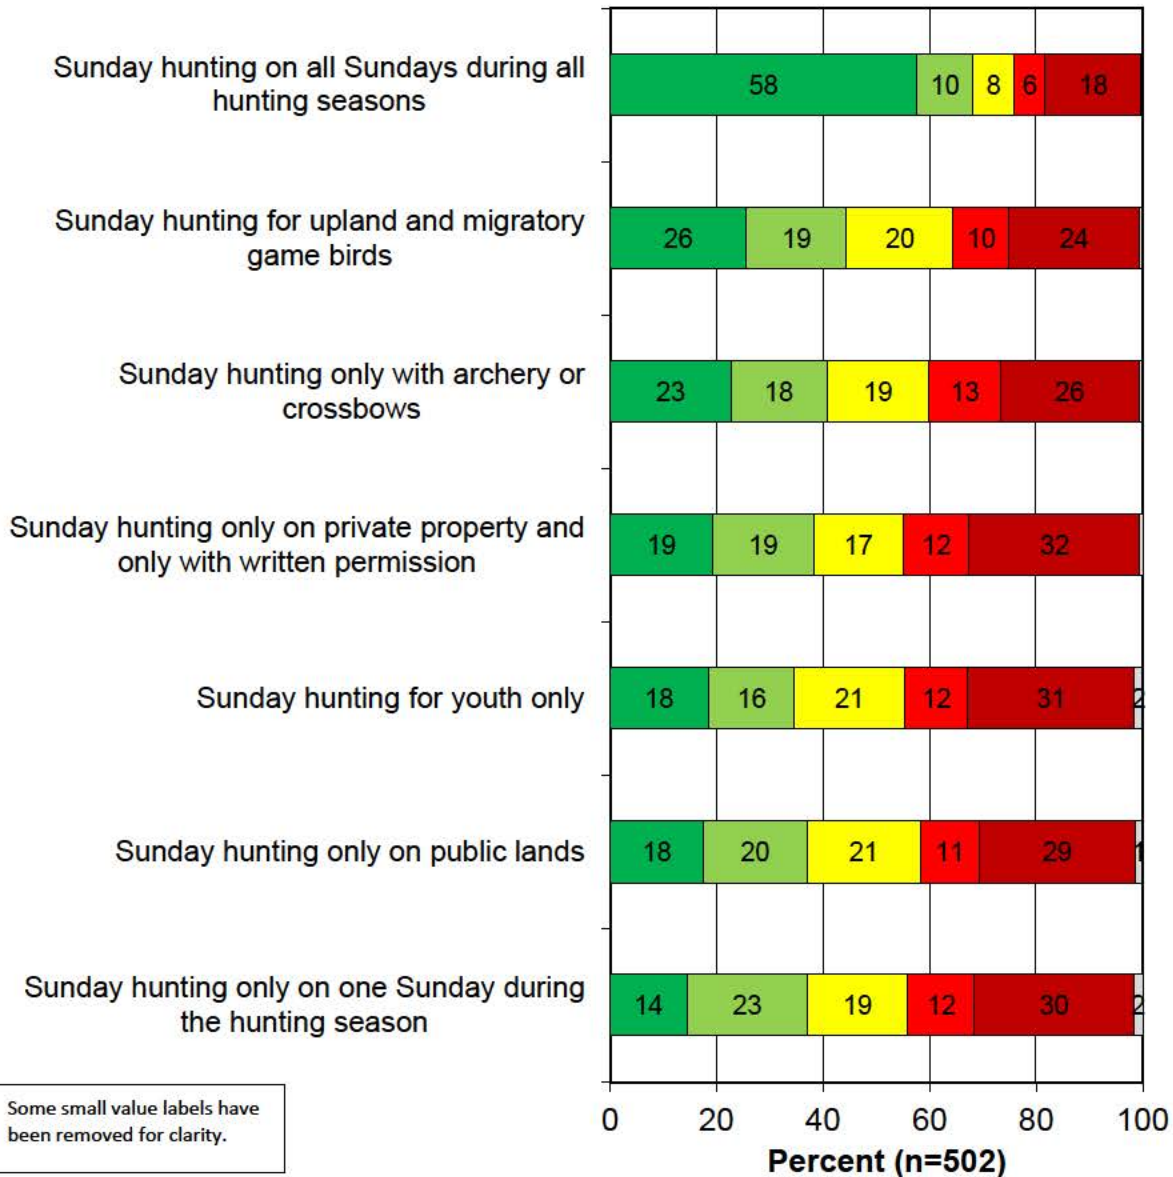 Sunday hunting on all Sundays during all
hunting seasons
58 10 8 6 18
Sunday hunting for upland and migratory
game birds
26 19 20 10 24
Sunday hunting only with archery or
crossbows
23 18 19 13 26
Sunday hunting only on private property and
only with written permission
19 19 17 12 32
Sunday hunting for youth only
18 16 21 12 31 2
Sunday hunting only on public lands
18 20 21 11 29 1
Sunday hunting only on one Sunday during
the hunting season
14 23 19 12 30 2
Some small value labels have
been removed for clarity.
0 20 40 60 80 100
Percent (n=502)